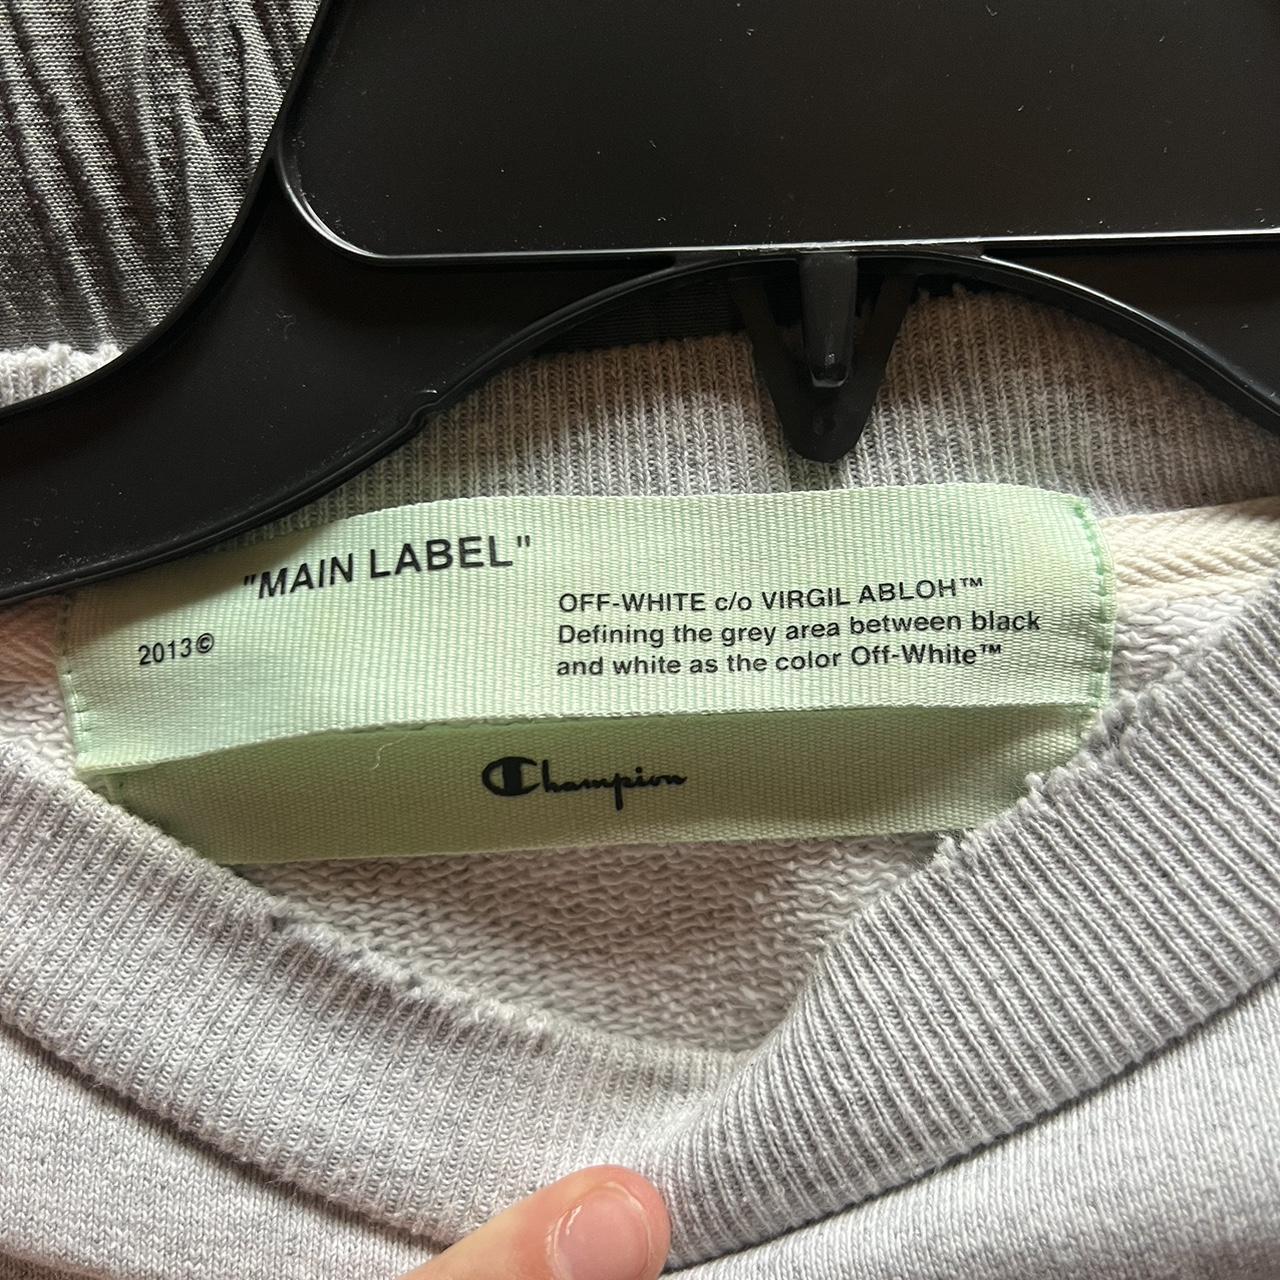 "MAIN LABEL"
2013©
OFF-WHITE c/o VIRGIL ABLOH™
Defining the grey area between black
and white as the color Off-White™
Champion